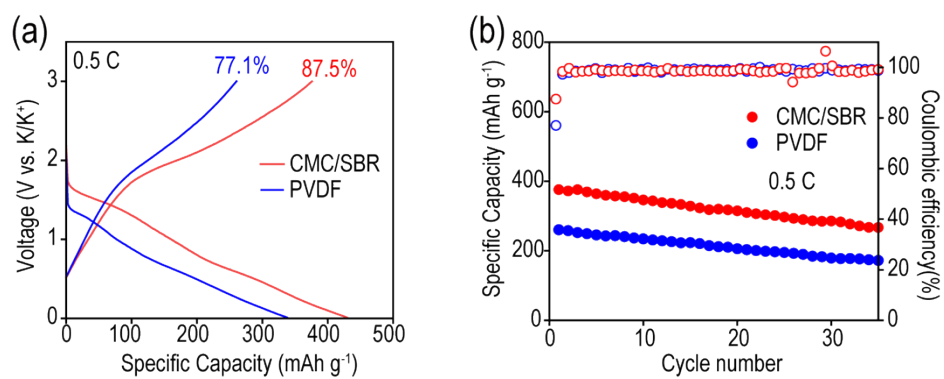 (a)
0.5 C
77.1%
87.5%
CMC/SBR
PVDF
Voltage (V vs. K/K⁺)
3
2
1
0
0 100 200 300 400 500
Specific Capacity (mAh g⁻¹)
(b)
Specific Capacity (mAh g⁻¹)
800
600
400
200
0
CMC/SBR
PVDF
0.5 C
100
80
60
40
20
0
Coulombic efficiency(%)
0 10 20 30
Cycle number